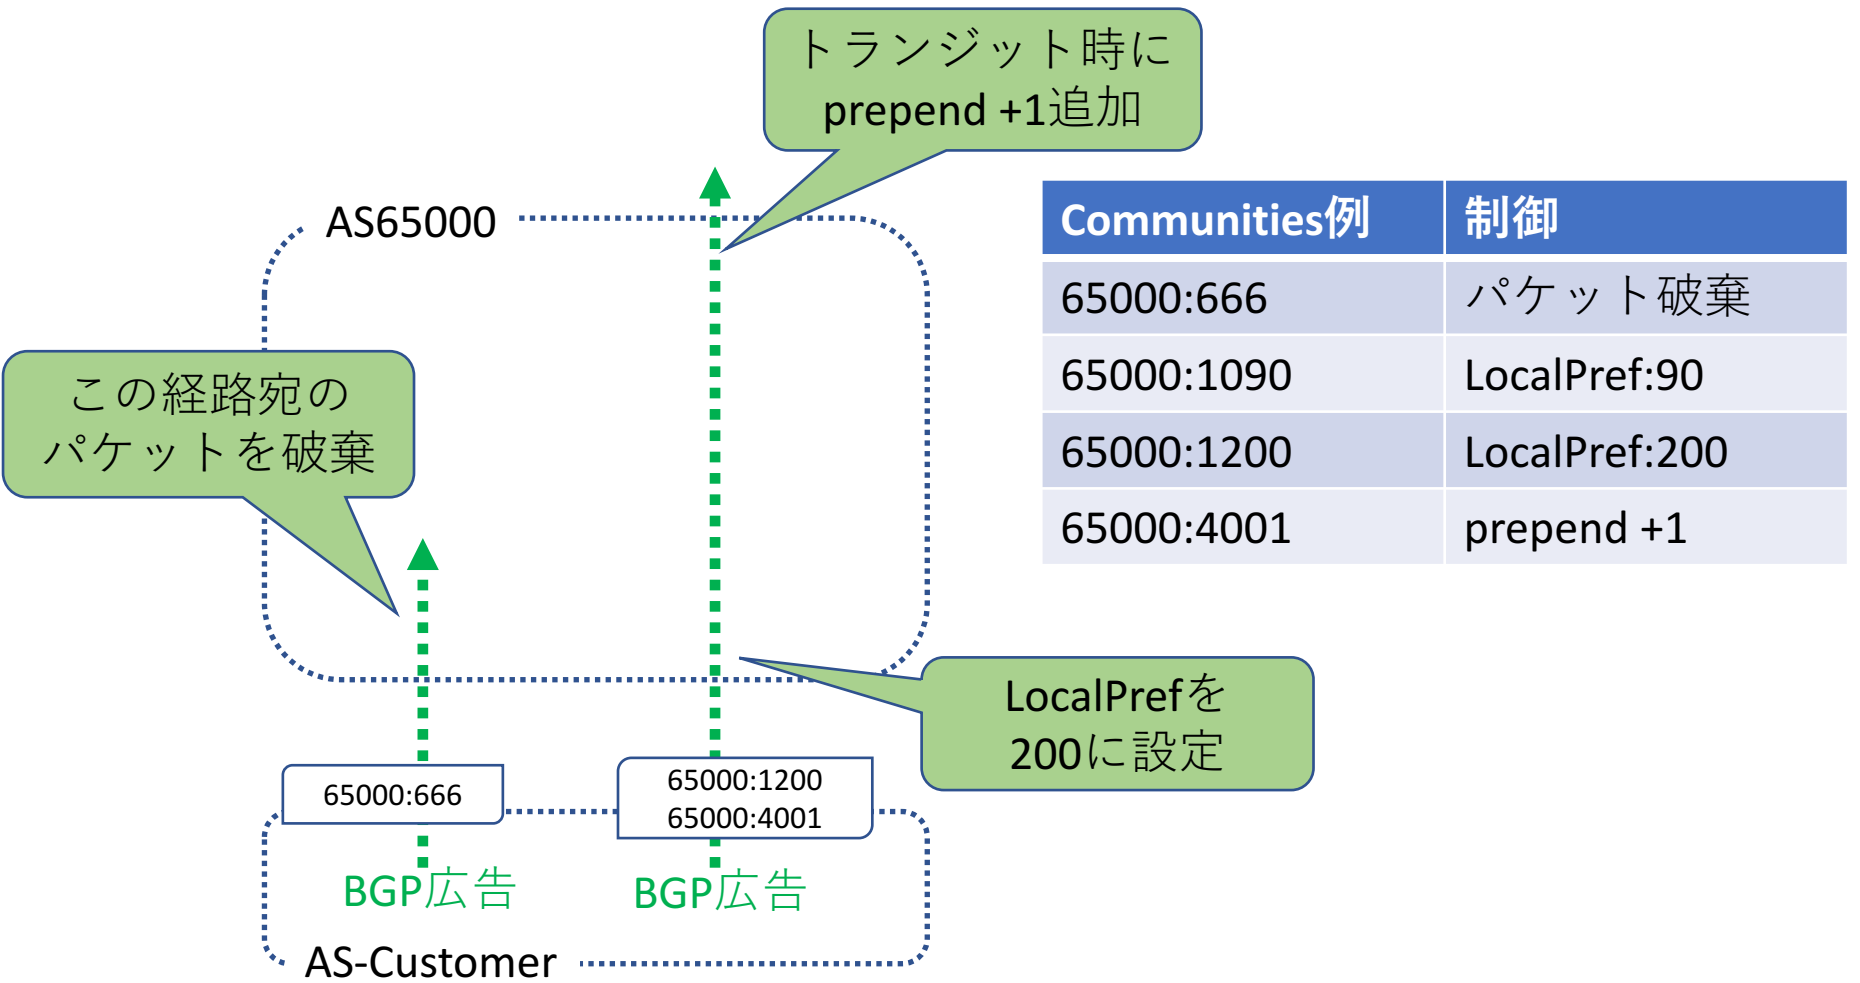 トランジット時に
prepend +1追加
AS65000
Communities例 制御
65000:666 パケット破棄
65000:1090 LocalPref:90
65000:1200 LocalPref:200
65000:4001 prepend +1
この経路宛の
パケットを破棄
LocalPrefを
200に設定
65000:666
65000:1200
65000:4001
BGP広告
BGP広告
AS-Customer